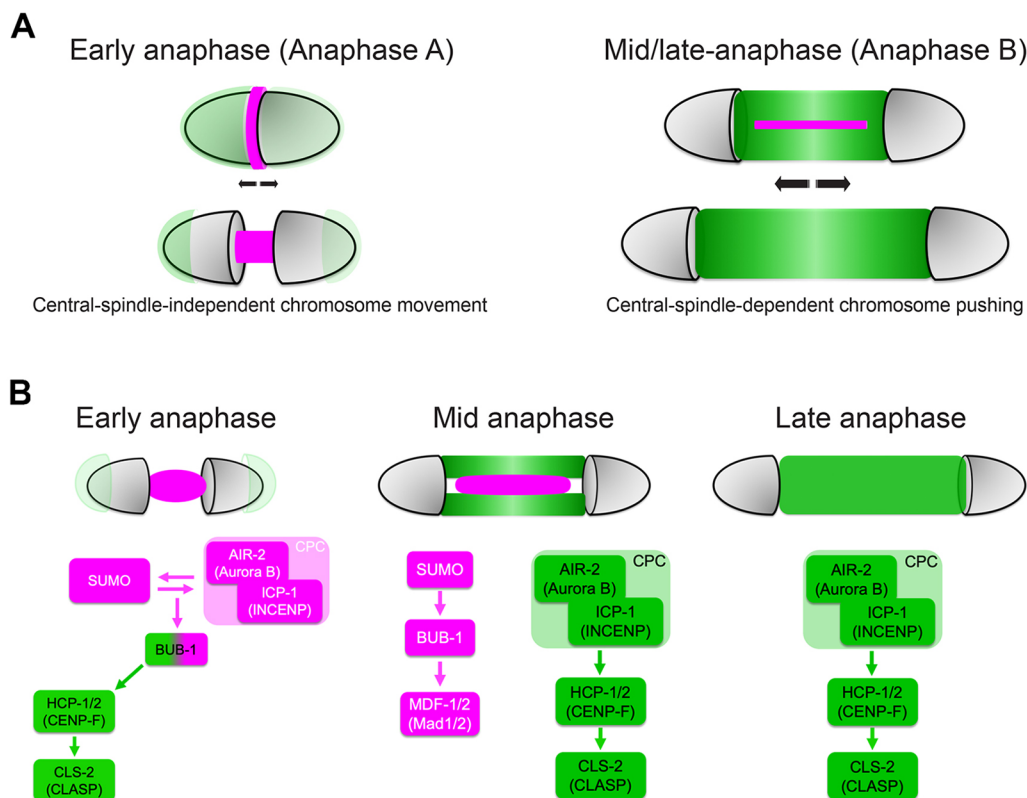 A
Early anaphase (Anaphase A)
Mid/late-anaphase (Anaphase B)
Central-spindle-independent chromosome movement
Central-spindle-dependent chromosome pushing
B
Early anaphase
Mid anaphase
Late anaphase
SUMO
CPC
AIR-2
(Aurora B)
ICP-1
(INCENP)
BUB-1
HCP-1/2
(CENP-F)
CLS-2
(CLASP)
SUMO
BUB-1
MDF-1/2
(Mad1/2)
CPC
AIR-2
(Aurora B)
ICP-1
(INCENP)
HCP-1/2
(CENP-F)
CLS-2
(CLASP)
CPC
AIR-2
(Aurora B)
ICP-1
(INCENP)
HCP-1/2
(CENP-F)
CLS-2
(CLASP)